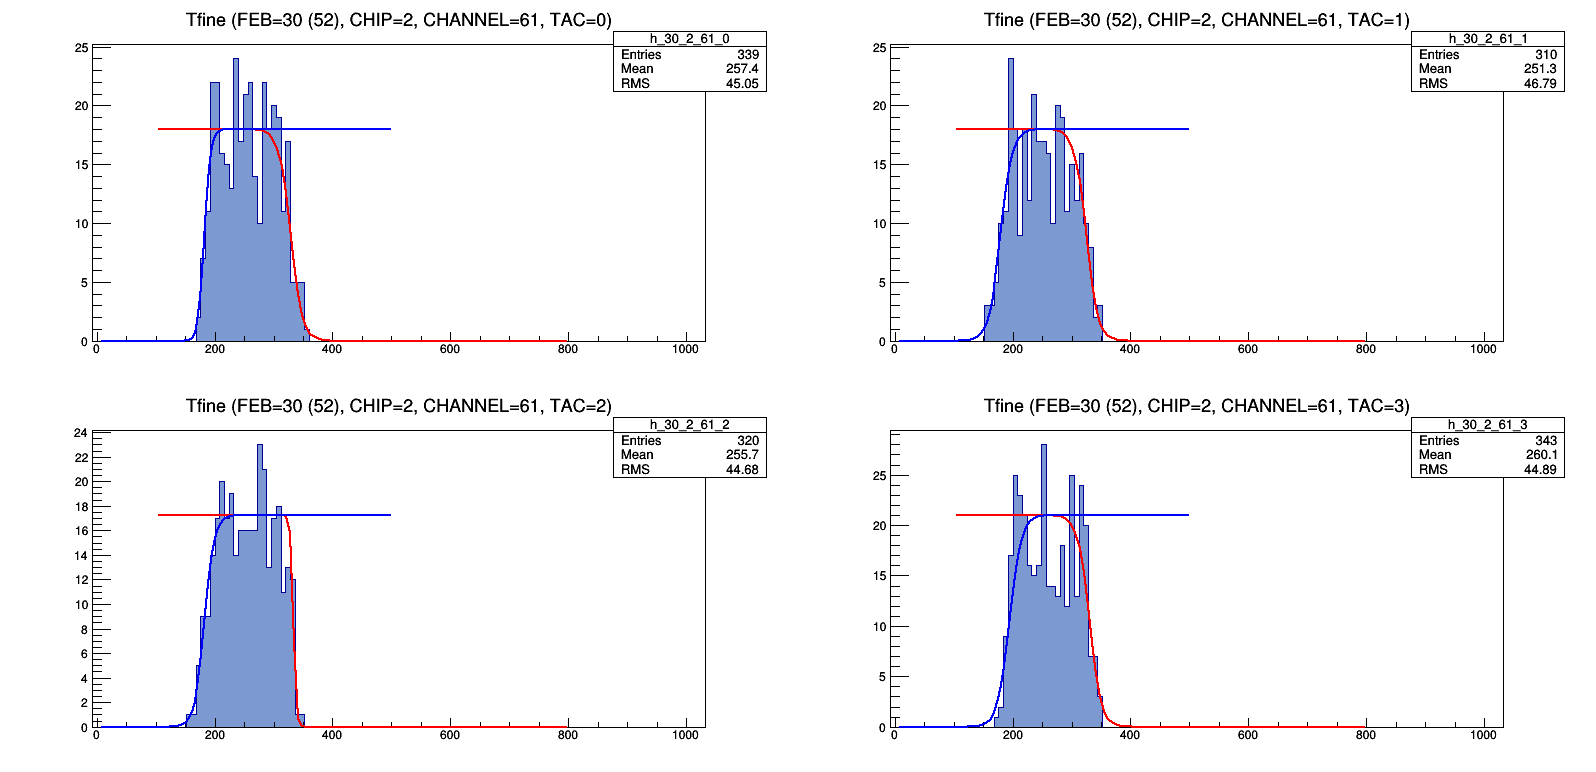 Tfine (FEB=30 (52), CHIP=2, CHANNEL=61, TAC=0)
h_30_2_61_0
Entries 339
Mean 257.4
RMS 45.05
25
20
15
10
5
0
0 200 400 600 800 1000
Tfine (FEB=30 (52), CHIP=2, CHANNEL=61, TAC=1)
h_30_2_61_1
Entries 310
Mean 251.3
RMS 46.79
25
20
15
10
5
0
0 200 400 600 800 1000
Tfine (FEB=30 (52), CHIP=2, CHANNEL=61, TAC=2)
h_30_2_61_2
Entries 320
Mean 255.7
RMS 44.68
24
22
20
18
16
14
12
10
8
6
4
2
0
0 200 400 600 800 1000
Tfine (FEB=30 (52), CHIP=2, CHANNEL=61, TAC=3)
h_30_2_61_3
Entries 343
Mean 260.1
RMS 44.89
25
20
15
10
5
0
0 200 400 600 800 1000